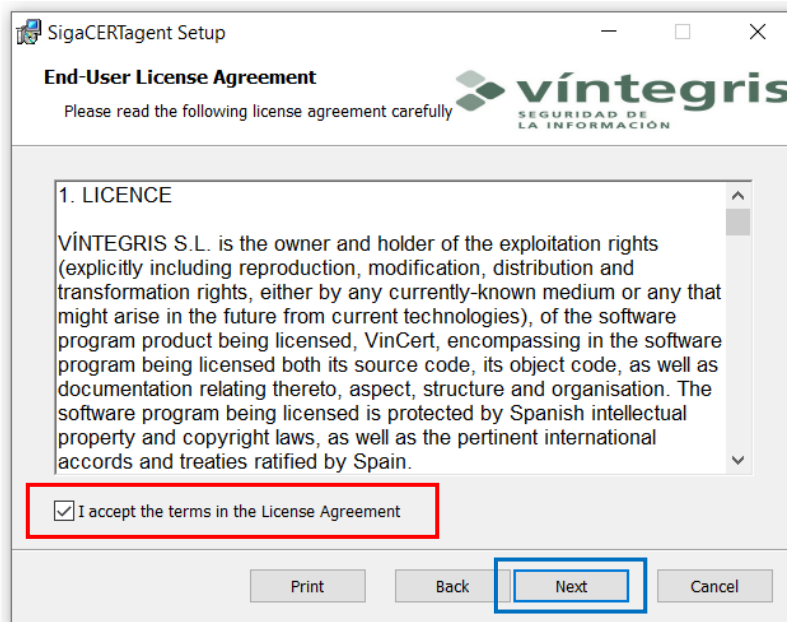 SigaCERTagent Setup
End-User License Agreement
Please read the following license agreement carefully
víntegris
SEGURIDAD DE
LA INFORMACIÓN
1. LICENCE
VÍNTEGRIS S.L. is the owner and holder of the exploitation rights
(explicitly including reproduction, modification, distribution and
transformation rights, either by any currently-known medium or any that
might arise in the future from current technologies), of the software
program product being licensed, VinCert, encompassing in the software
program being licensed both its source code, its object code, as well as
documentation relating thereto, aspect, structure and organisation. The
software program being licensed is protected by Spanish intellectual
property and copyright laws, as well as the pertinent international
accords and treaties ratified by Spain.
I accept the terms in the License Agreement
Print Back Next Cancel